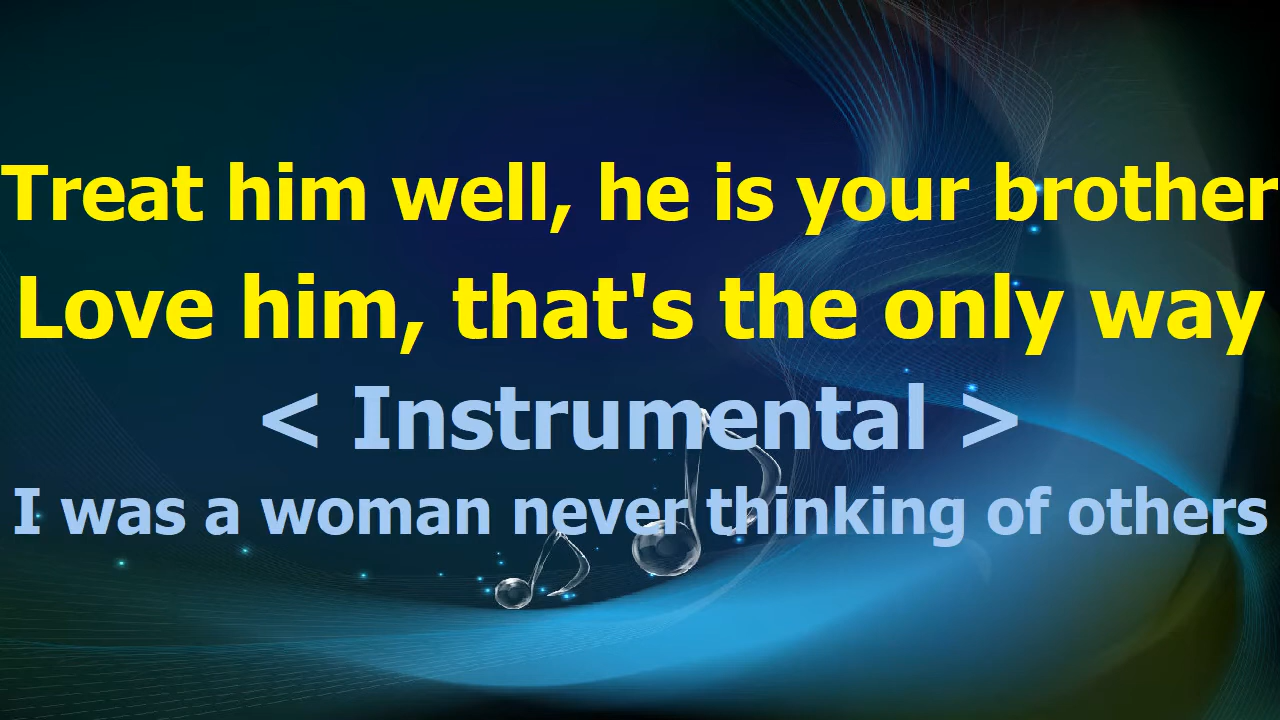 Treat him well, he is your brother
Love him, that's the only way
< Instrumental >
I was a woman never thinking of others